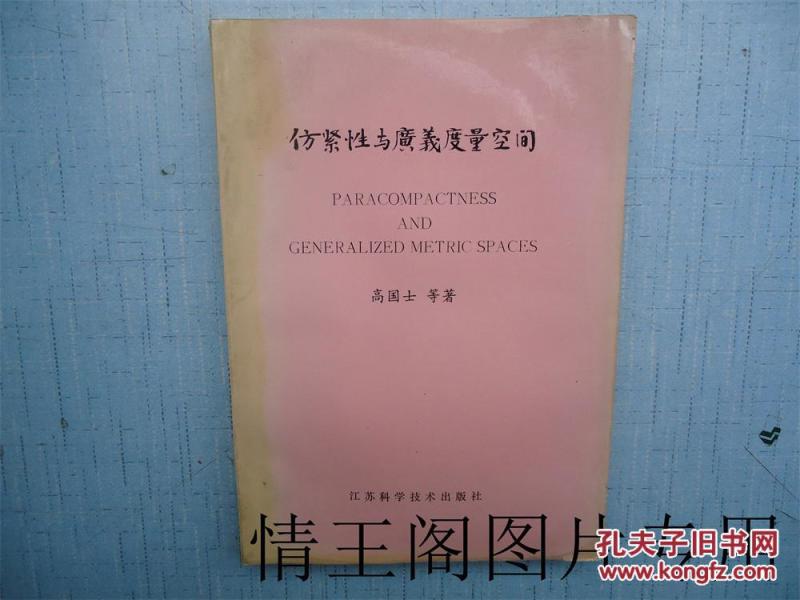 仿紧性与廣義度量空间
PARACOMPACTNESS
AND
GENERALIZED METRIC SPACES
高国士 等著
江苏科学技术出版社
情王阁图片专用
孔夫子旧书网
www.kongfz.com